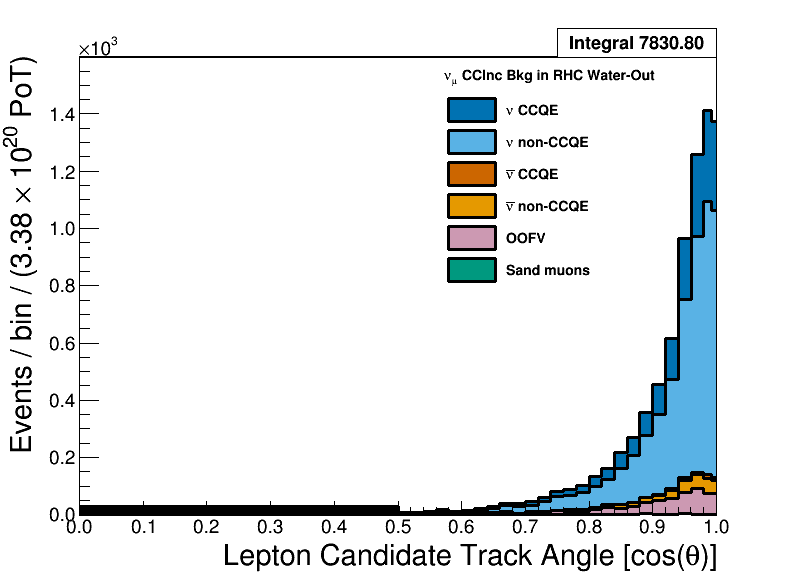 ×10³
Integral 7830.80
ν_μ CCInc Bkg in RHC Water-Out
ν CCQE
ν non-CCQE
ν̅ CCQE
ν̅ non-CCQE
OOFV
Sand muons
Events / bin / (3.38 × 10²⁰ PoT)
1.4
1.2
1.0
0.8
0.6
0.4
0.2
0.0
0.0 0.1 0.2 0.3 0.4 0.5 0.6 0.7 0.8 0.9 1.0
Lepton Candidate Track Angle [cos(θ)]